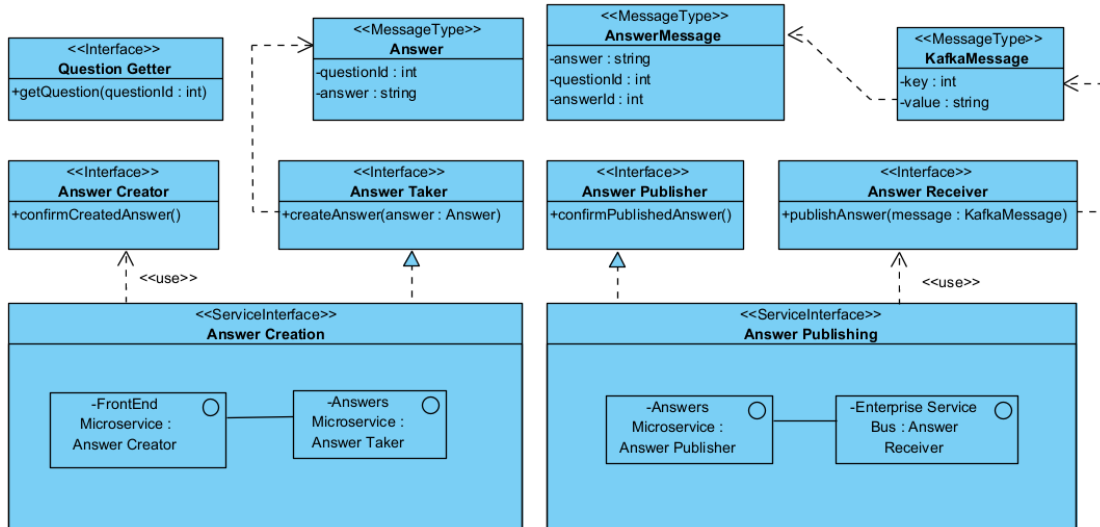 <<Interface>>
Question Getter
+getQuestion(questionId : int)
<<MessageType>>
Answer
-questionId : int
-answer : string
<<MessageType>>
AnswerMessage
-answer : string
-questionId : int
-answerId : int
<<MessageType>>
KafkaMessage
-key : int
-value : string
<<Interface>>
Answer Creator
+confirmCreatedAnswer()
<<Interface>>
Answer Taker
+createAnswer(answer : Answer)
<<Interface>>
Answer Publisher
+confirmPublishedAnswer()
<<Interface>>
Answer Receiver
+publishAnswer(message : KafkaMessage)
<<use>>
<<use>>
<<ServiceInterface>>
Answer Creation
-FrontEnd
Microservice :
Answer Creator
-Answers
Microservice :
Answer Taker
<<ServiceInterface>>
Answer Publishing
-Answers
Microservice :
Answer Publisher
-Enterprise Service
Bus : Answer
Receiver